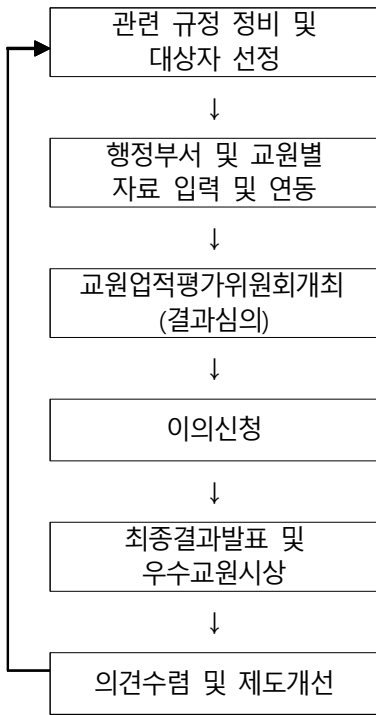 관련 규정 정비 및
대상자 선정
↓
행정부서 및 교원별
자료 입력 및 연동
↓
교원업적평가위원회개최
(결과심의)
↓
이의신청
↓
최종결과발표 및
우수교원시상
↓
의견수렴 및 제도개선